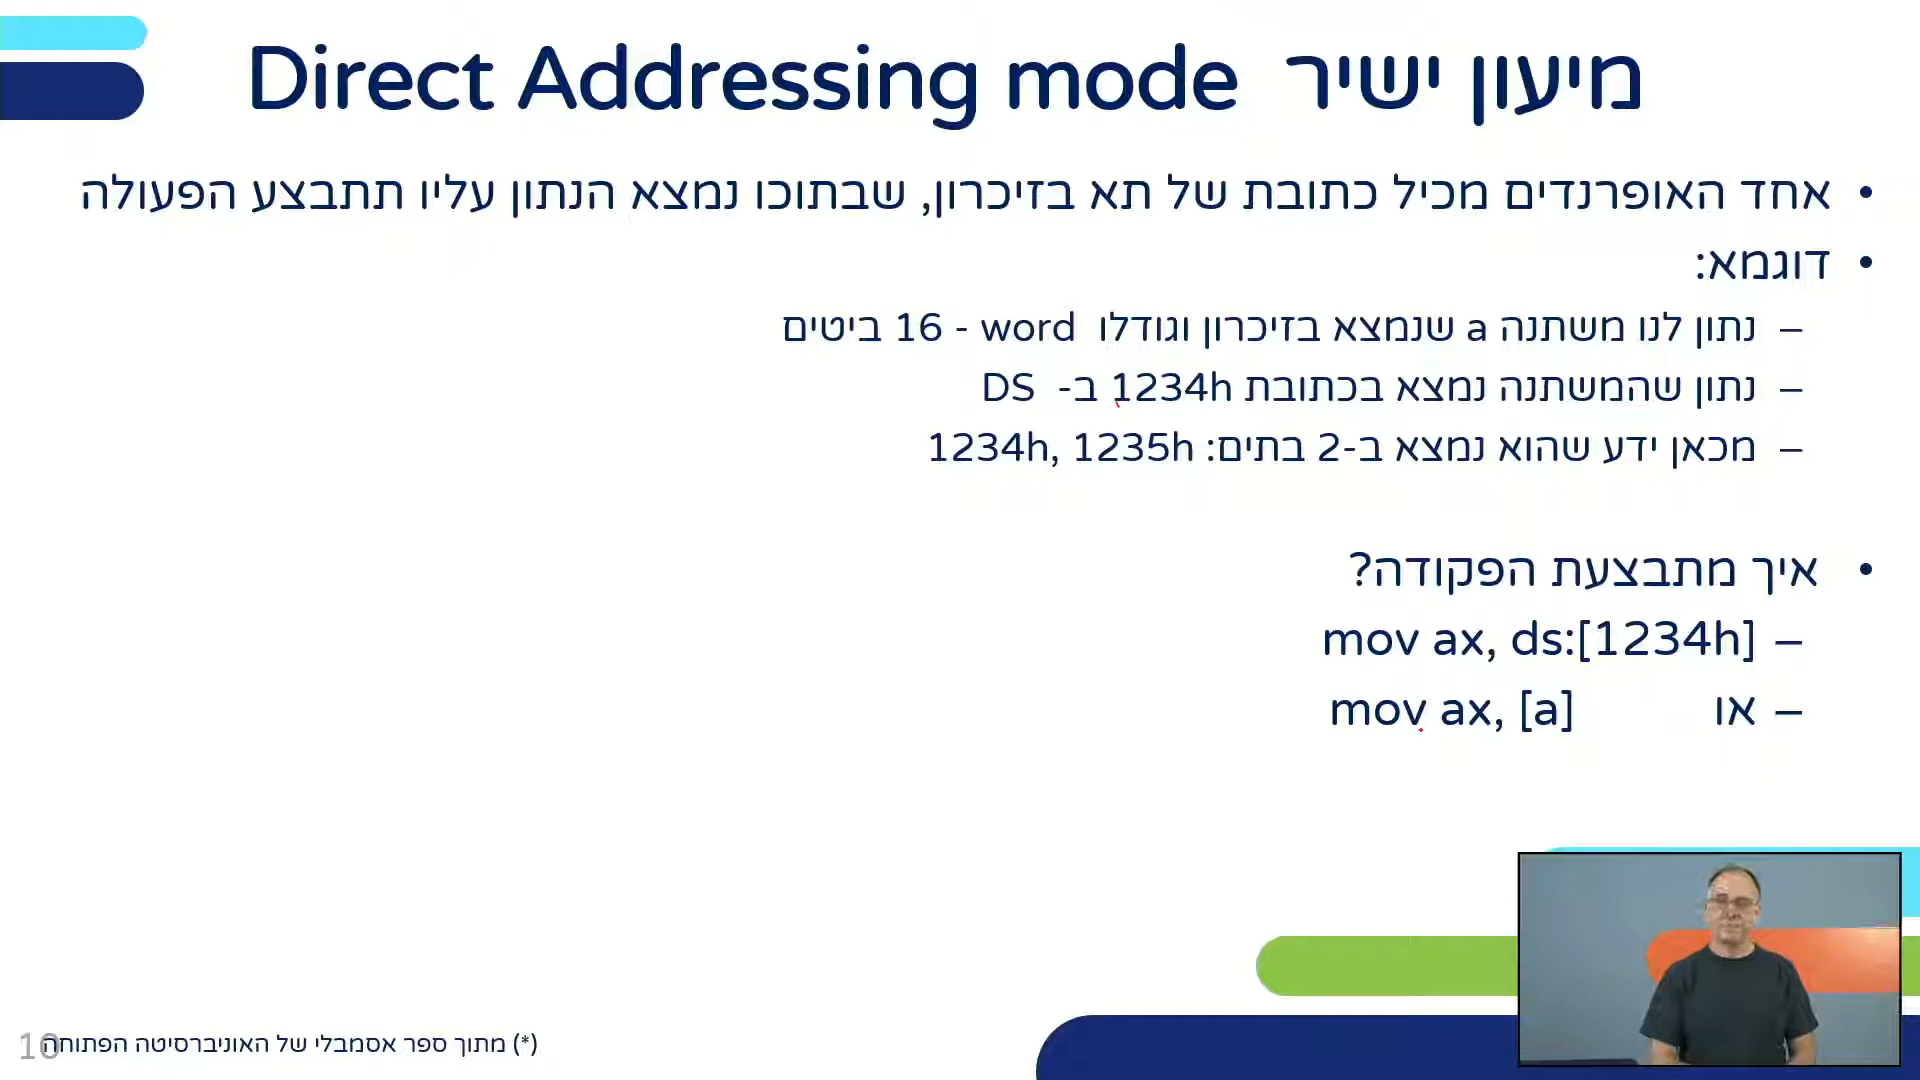 מיעון ישיר Direct Addressing mode
• אחד האופרנדים מכיל כתובת של תא בזיכרון, שבתוכו נמצא הנתון עליו תתבצע הפעולה
• דוגמא:
– נתון לנו משתנה a שנמצא בזיכרון וגודלו word - 16 ביטים
– נתון שהמשתנה נמצא בכתובת 1234h ב- DS
– מכאן ידע שהוא נמצא ב-2 בתים: 1234h, 1235h
• איך מתבצעת הפקודה?
– mov ax, ds:[1234h]
– או mov ax, [a]
(*) מתוך ספר אסמבלי של האוניברסיטה הפתוחה
10